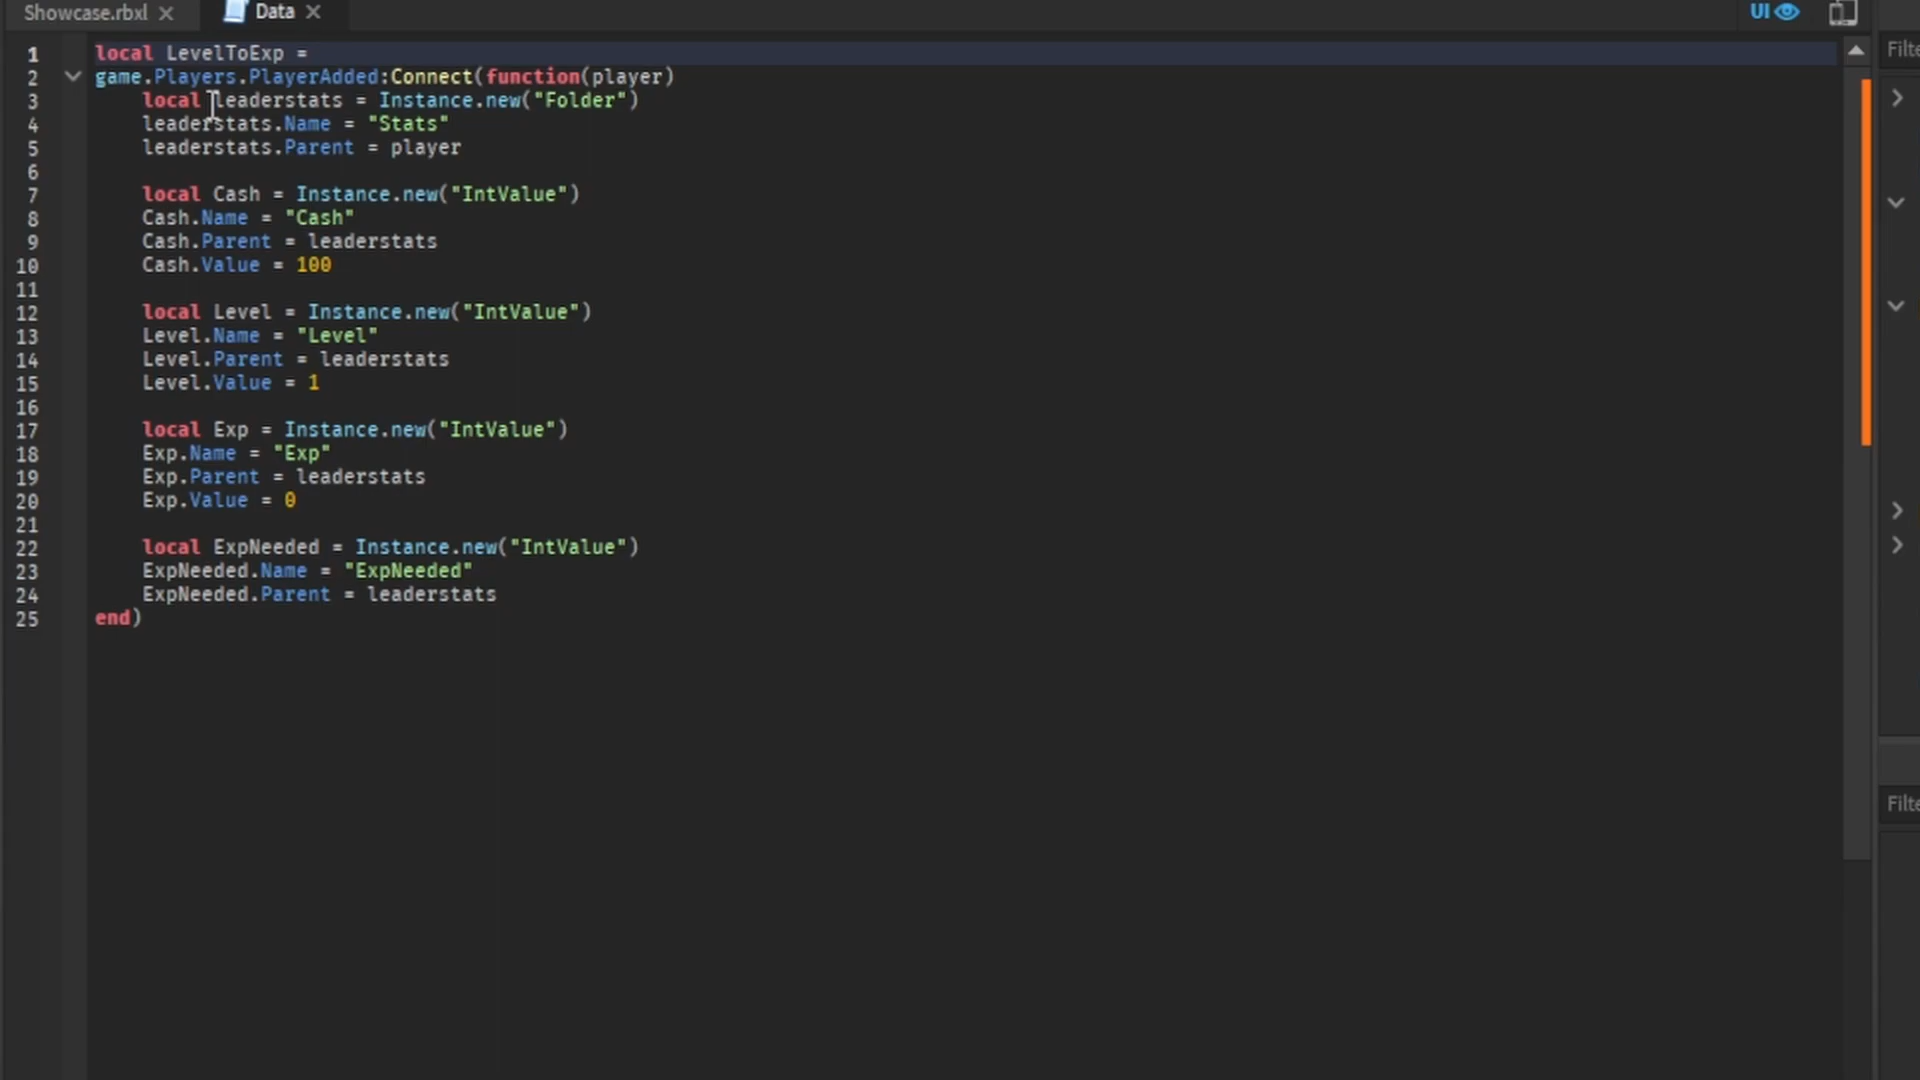 Showcase.rbxl Data UI
Filte
1 local LevelToExp =
2 game.Players.PlayerAdded:Connect(function(player)
3 local leaderstats = Instance.new("Folder")
4 leaderstats.Name = "Stats"
5 leaderstats.Parent = player
6
7 local Cash = Instance.new("IntValue")
8 Cash.Name = "Cash"
9 Cash.Parent = leaderstats
10 Cash.Value = 100
11
12 local Level = Instance.new("IntValue")
13 Level.Name = "Level"
14 Level.Parent = leaderstats
15 Level.Value = 1
16
17 local Exp = Instance.new("IntValue")
18 Exp.Name = "Exp"
19 Exp.Parent = leaderstats
20 Exp.Value = 0
21
22 local ExpNeeded = Instance.new("IntValue")
23 ExpNeeded.Name = "ExpNeeded"
24 ExpNeeded.Parent = leaderstats
25 end)
Filte